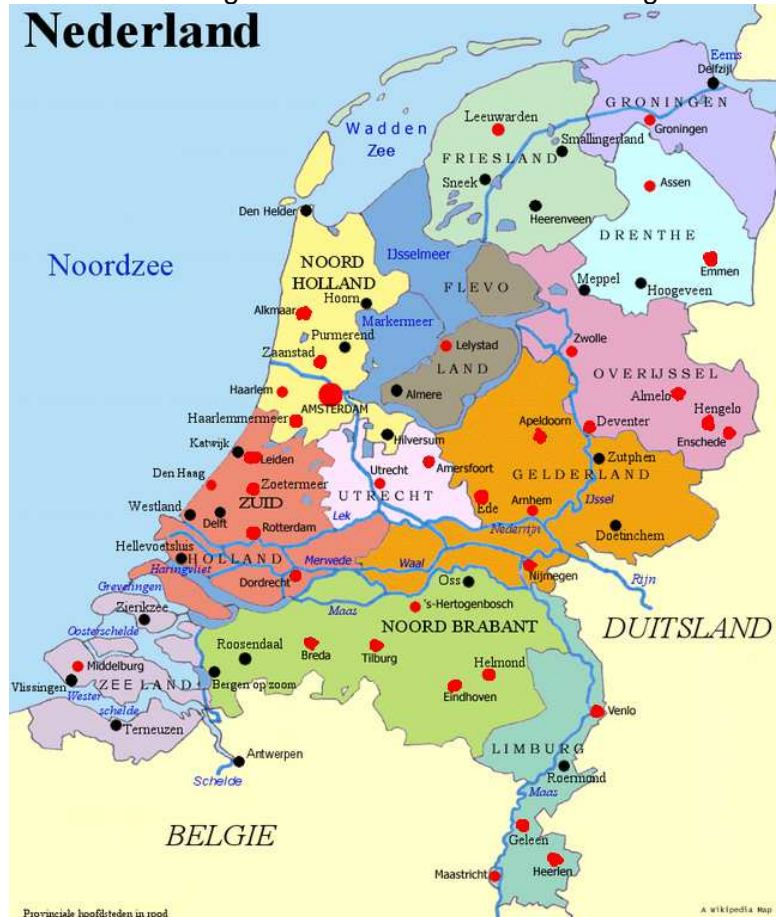 Nederland
Eems
Delfzijl
GRONINGEN
Leeuwarden
Groningen
Wadden
Zee
Smallingerland
FRIESLAND
Sneek
Assen
Den Helder
Heerenveen
DRENTHE
Noordzee
IJsselmeer
NOORD
HOLLAND
Emmen
FLEVO
Meppel
Hoogeveen
Hoorn
Alkmaar
Markermeer
Purmerend
Lelystad
Zwolle
Zaanstad
LAND
OVERIJSSEL
Haarlem
Almere
Almelo
AMSTERDAM
Haarlemmermeer
Apeldoorn
Deventer
Hengelo
Hilversum
Enschede
Katwijk
Leiden
Zutphen
Den Haag
Utrecht
Amersfoort
GELDERLAND
Zoetermeer
UTRECHT
ZUID
Ede
Arnhem
IJssel
Westland
Delft
Lek
Rotterdam
Nederrijn
Doetinchem
Hellevoetsluis
HOLLAND
Merwede
Waal
Haringvliet
Nijmegen
Dordrecht
Oss
Rijn
Grevelingen
Zierikzee
Maas
's-Hertogenbosch
NOORD BRABANT
DUITSLAND
Oosterschelde
Roosendaal
Breda
Tilburg
Middelburg
Helmond
Vlissingen
ZEELAND
Bergen op zoom
Wester
schelde
Eindhoven
Terneuzen
Venlo
Antwerpen
LIMBURG
Schelde
Roermond
Maas
BELGIE
Geleen
Heerlen
Maastricht
Provinciale hoofdsteden in rood
A Wikipedia Map